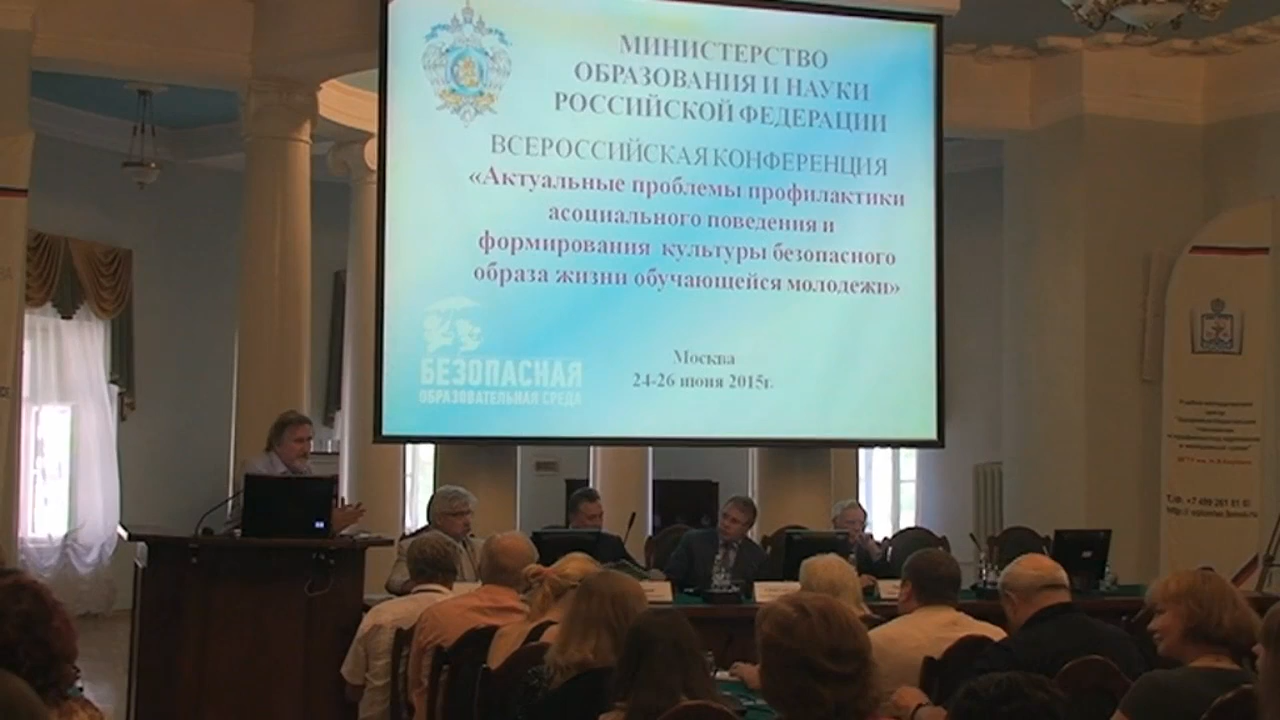 МИНИСТЕРСТВО
ОБРАЗОВАНИЯ И НАУКИ
РОССИЙСКОЙ ФЕДЕРАЦИИ
ВСЕРОССИЙСКАЯ КОНФЕРЕНЦИЯ
«Актуальные проблемы профилактики
асоциального поведения и
формирования культуры безопасного
образа жизни обучающейся молодежи»
Москва
24-26 июня 2015г.
БЕЗОПАСНАЯ
ОБРАЗОВАТЕЛЬНАЯ СРЕДА
центр